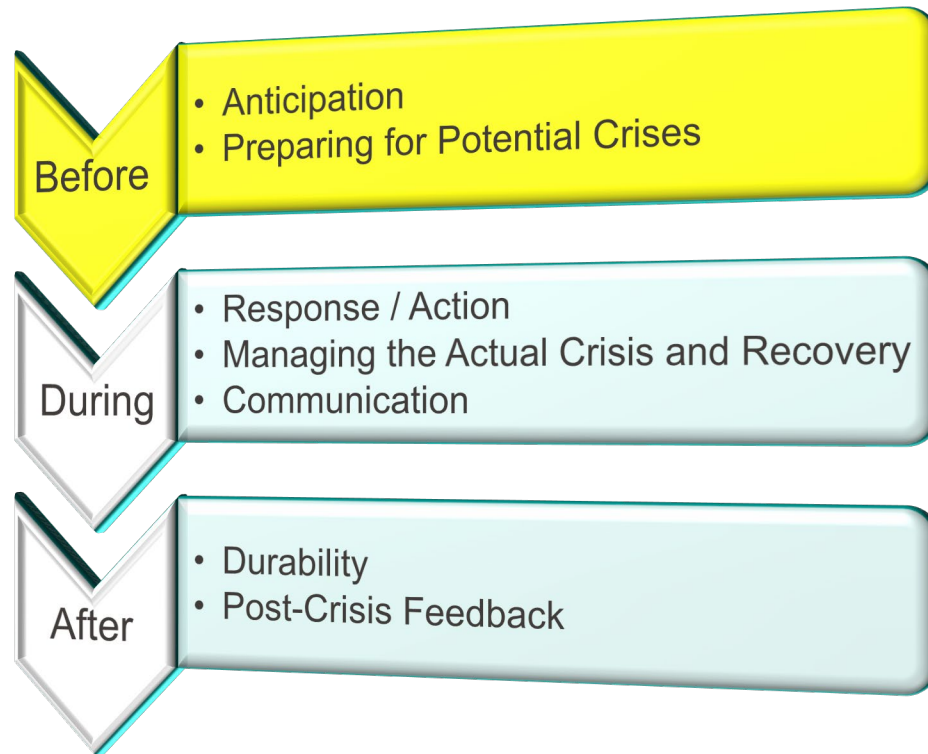 Before
• Anticipation
• Preparing for Potential Crises
During
• Response / Action
• Managing the Actual Crisis and Recovery
• Communication
After
• Durability
• Post-Crisis Feedback